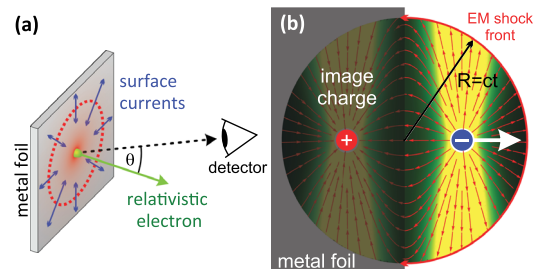 (a)
surface
currents
metal foil
θ
detector
relativistic
electron
(b)
EM shock
front
image
charge
R=ct
+
−
metal foil